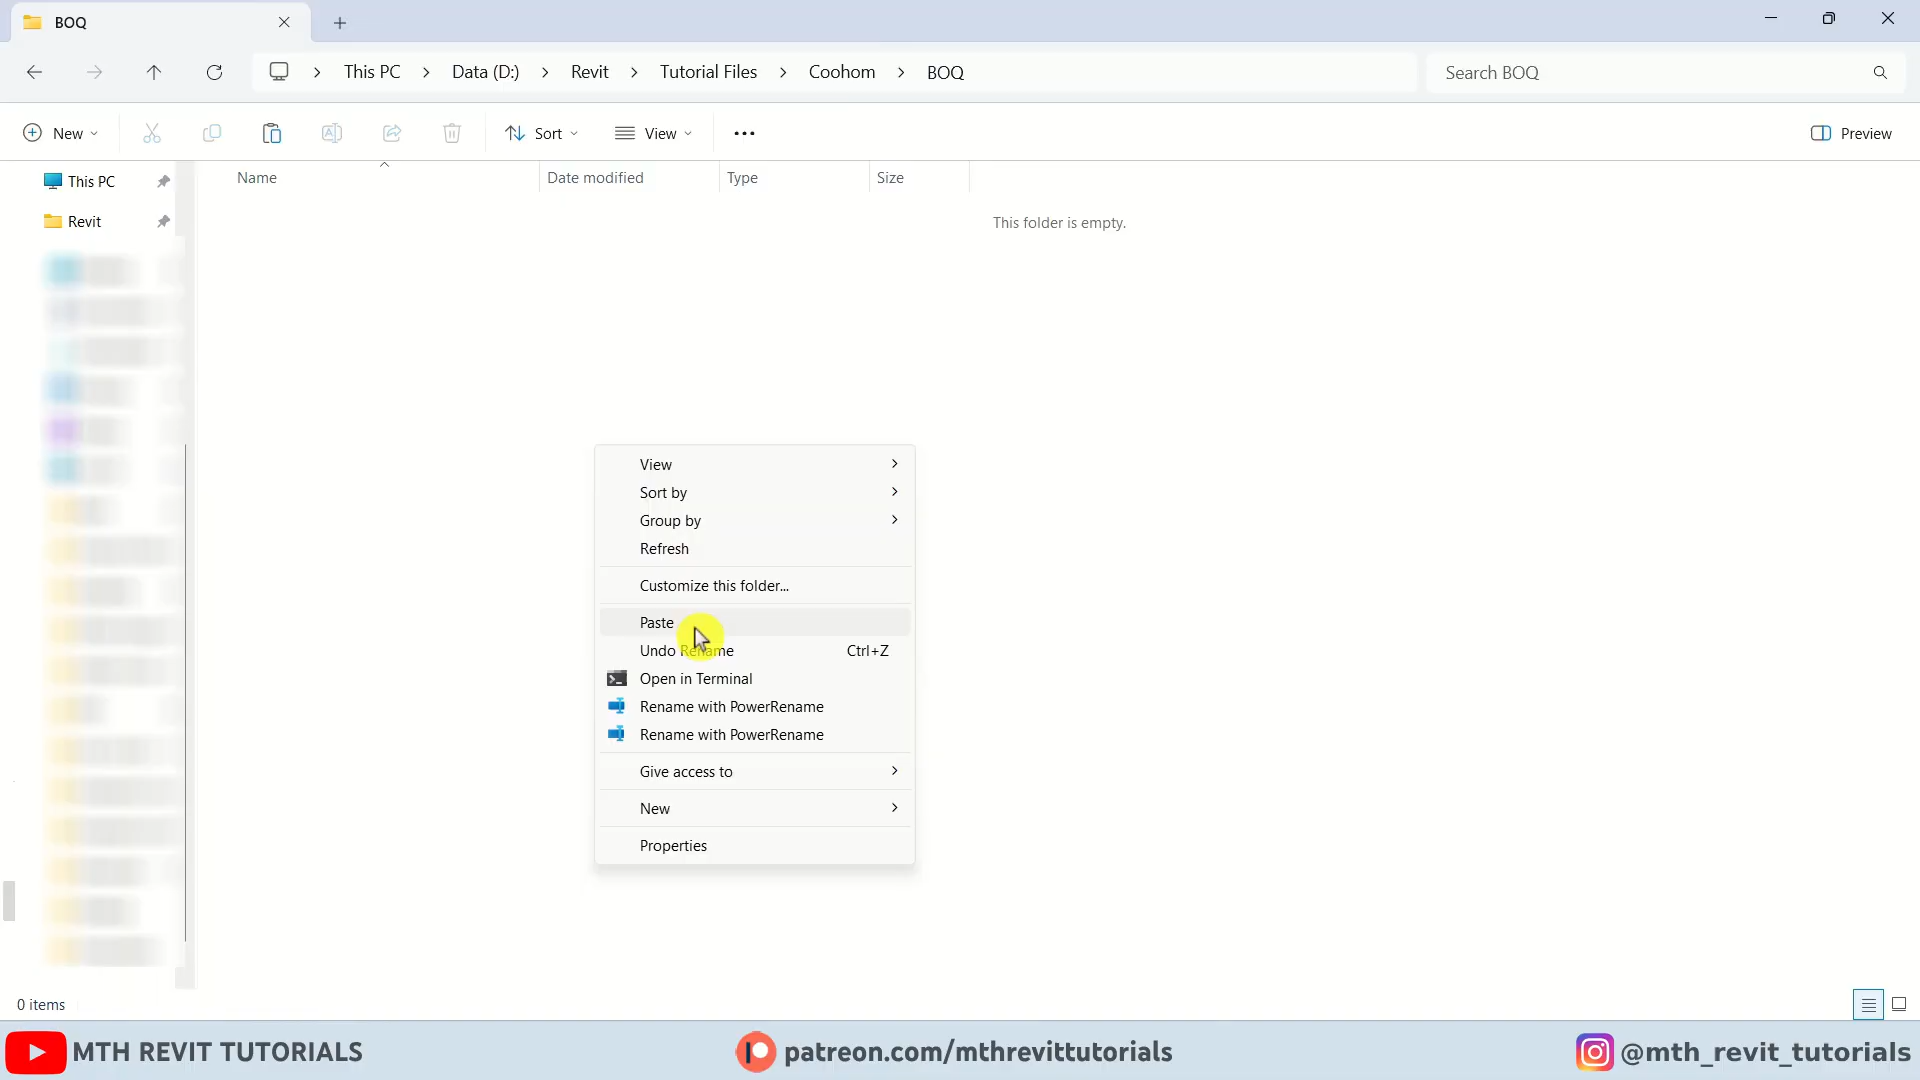 BOQ
This PC > Data (D:) > Revit > Tutorial Files > Coohom > BOQ
Search BOQ
New
Sort
View
Preview
This PC
Revit
Name
Date modified
Type
Size
This folder is empty.
View
Sort by
Group by
Refresh
Customize this folder...
Paste
Undo Rename Ctrl+Z
Open in Terminal
Rename with PowerRename
Rename with PowerRename
Give access to
New
Properties
0 items
MTH REVIT TUTORIALS
patreon.com/mthrevittutorials
@mth_revit_tutorials